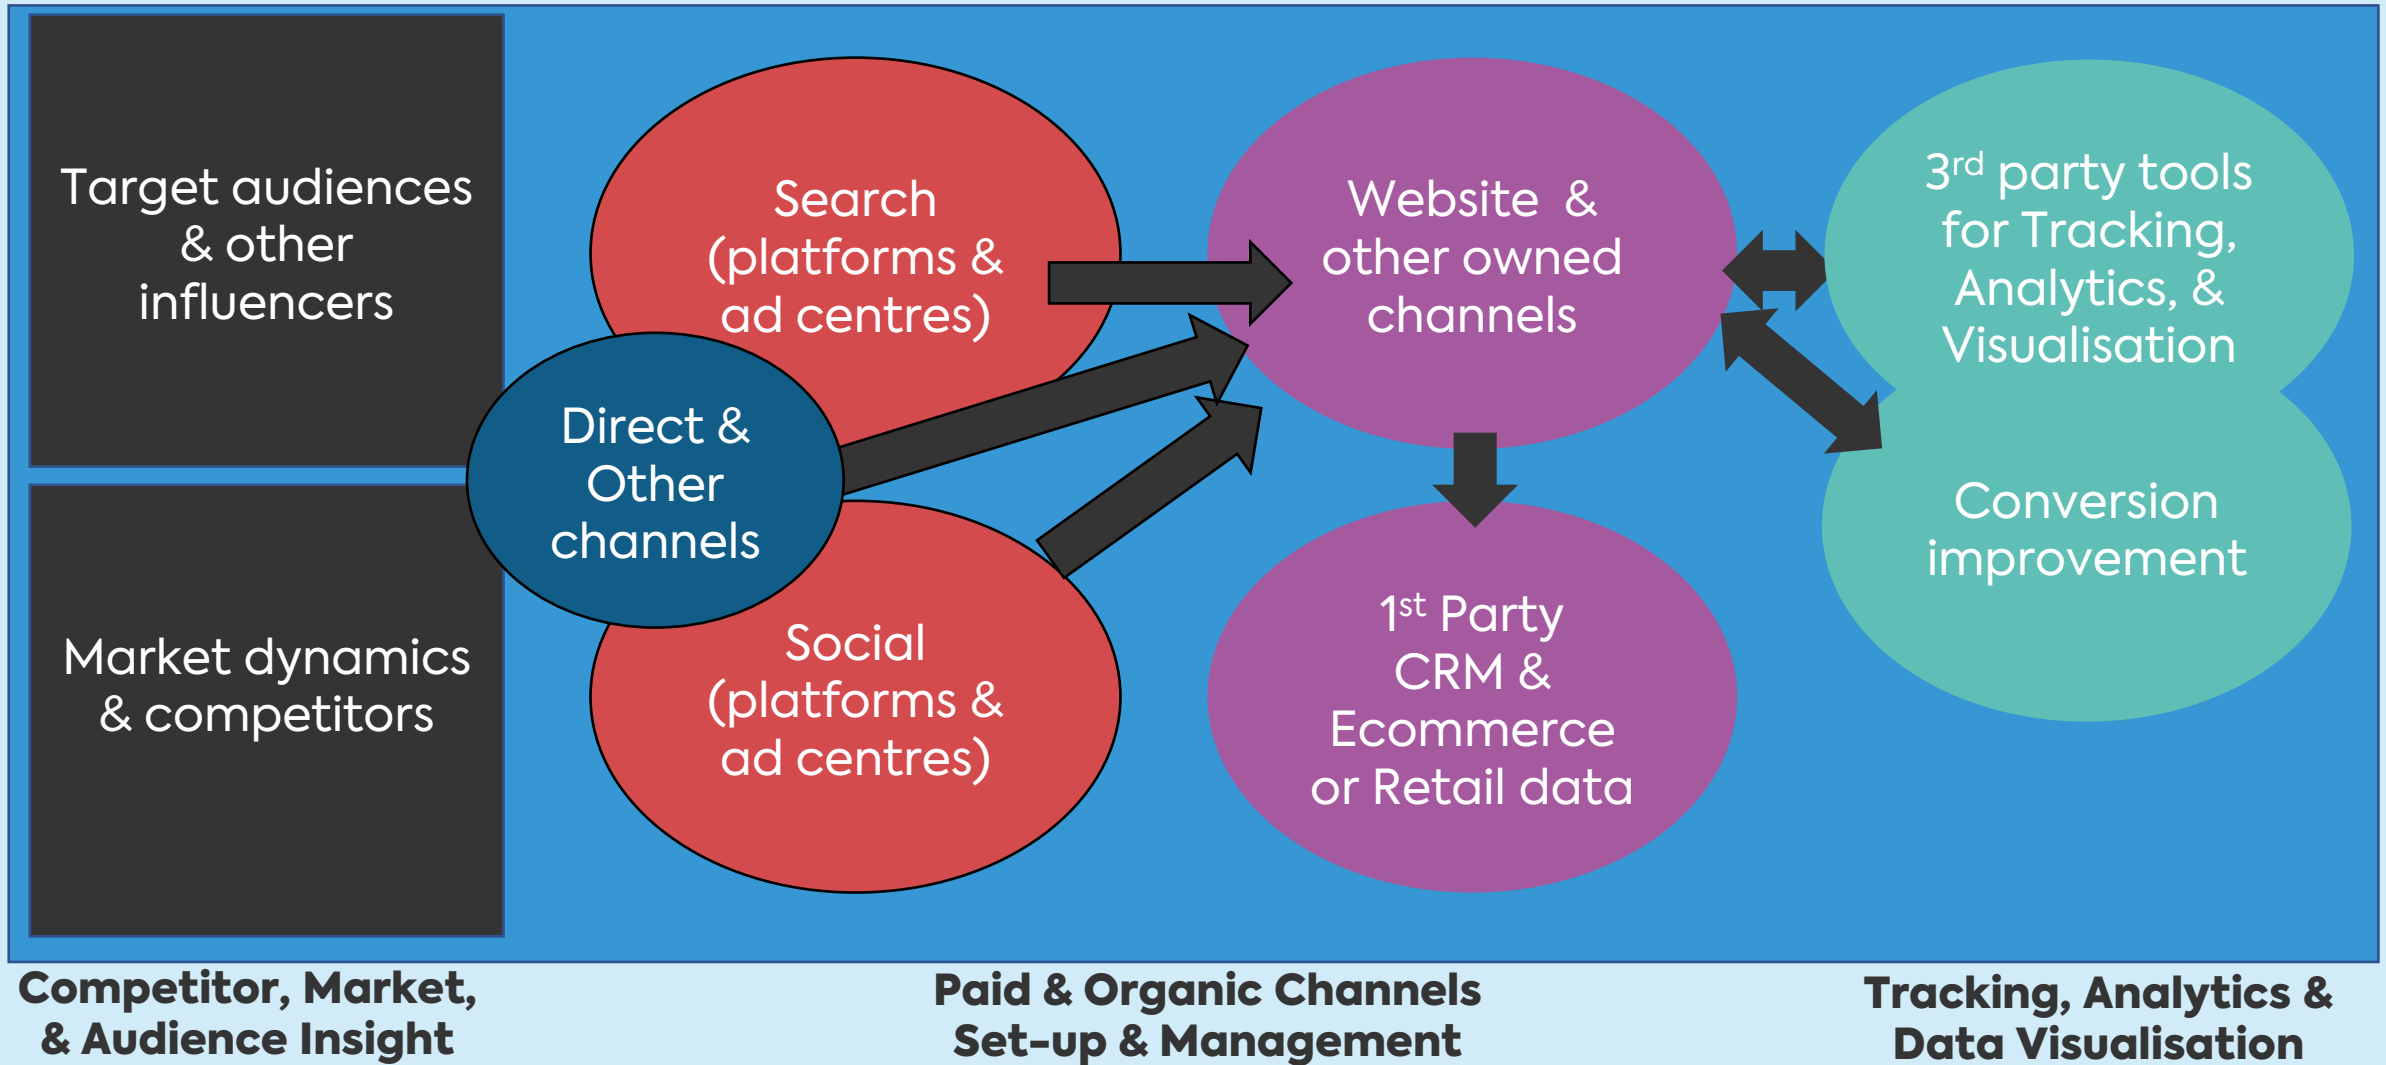 Target audiences
& other
influencers
Market dynamics
& competitors
Search
(platforms &
ad centres)
Direct &
Other
channels
Social
(platforms &
ad centres)
Website &
other owned
channels
1st Party
CRM &
Ecommerce
or Retail data
3rd party tools
for Tracking,
Analytics, &
Visualisation
Conversion
improvement
Competitor, Market,
& Audience Insight
Paid & Organic Channels
Set-up & Management
Tracking, Analytics &
Data Visualisation